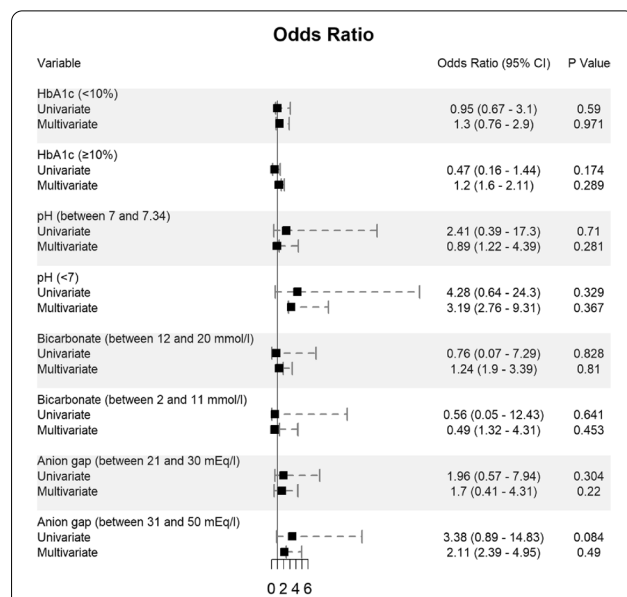 Odds Ratio
Variable Odds Ratio (95% CI) P Value
HbA1c (<10%)
Univariate 0.95 (0.67 - 3.1) 0.59
Multivariate 1.3 (0.76 - 2.9) 0.971
HbA1c (≥10%)
Univariate 0.47 (0.16 - 1.44) 0.174
Multivariate 1.2 (1.6 - 2.11) 0.289
pH (between 7 and 7.34)
Univariate 2.41 (0.39 - 17.3) 0.71
Multivariate 0.89 (1.22 - 4.39) 0.281
pH (<7)
Univariate 4.28 (0.64 - 24.3) 0.329
Multivariate 3.19 (2.76 - 9.31) 0.367
Bicarbonate (between 12 and 20 mmol/l)
Univariate 0.76 (0.07 - 7.29) 0.828
Multivariate 1.24 (1.9 - 3.39) 0.81
Bicarbonate (between 2 and 11 mmol/l)
Univariate 0.56 (0.05 - 12.43) 0.641
Multivariate 0.49 (1.32 - 4.31) 0.453
Anion gap (between 21 and 30 mEq/l)
Univariate 1.96 (0.57 - 7.94) 0.304
Multivariate 1.7 (0.41 - 4.31) 0.22
Anion gap (between 31 and 50 mEq/l)
Univariate 3.38 (0.89 - 14.83) 0.084
Multivariate 2.11 (2.39 - 4.95) 0.49
0 2 4 6